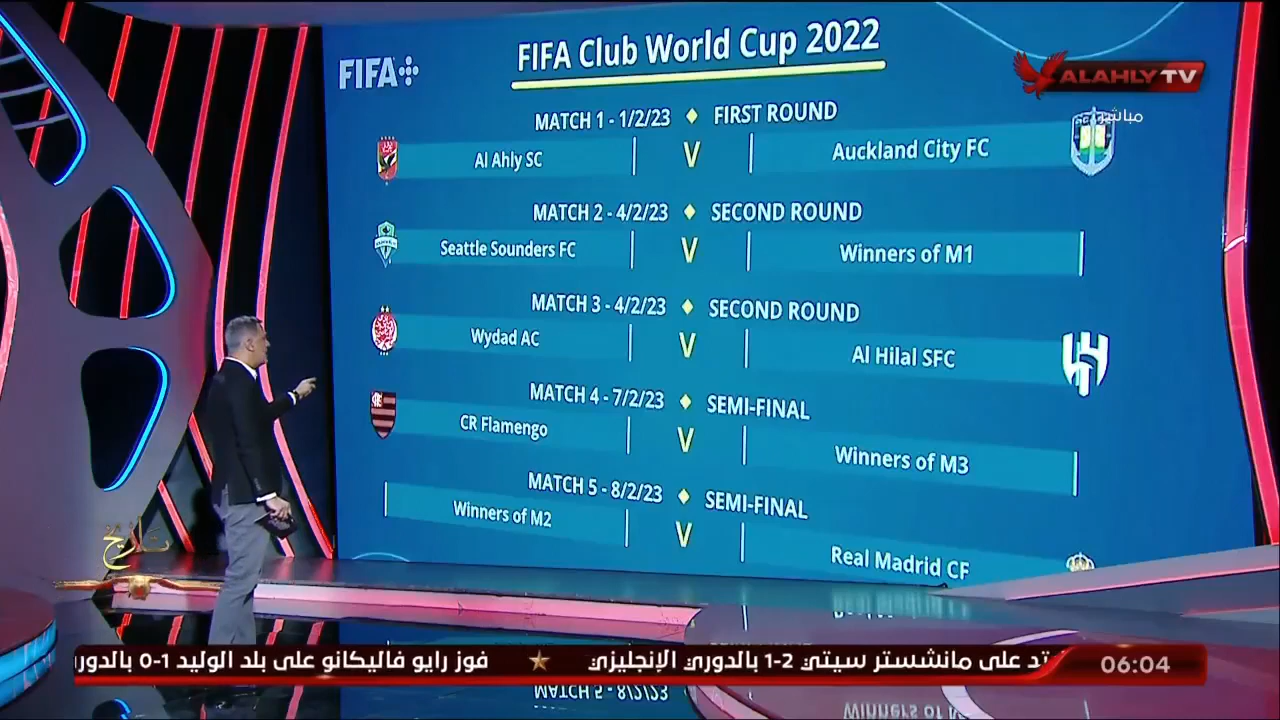 FIFA Club World Cup 2022
FIFA+
ALAHLY TV
مباشر
MATCH 1 - 1/2/23 ♦ FIRST ROUND
Al Ahly SC V Auckland City FC
MATCH 2 - 4/2/23 ♦ SECOND ROUND
Seattle Sounders FC V Winners of M1
MATCH 3 - 4/2/23 ♦ SECOND ROUND
Wydad AC V Al Hilal SFC
MATCH 4 - 7/2/23 ♦ SEMI-FINAL
CR Flamengo V Winners of M3
MATCH 5 - 8/2/23 ♦ SEMI-FINAL
Winners of M2 V Real Madrid CF
تاريخ
تد على مانشستر سيتي 2-1 بالدوري الإنجليزي ★ فوز رايو فاليكانو على بلد الوليد 1-0 بالدور
06:04